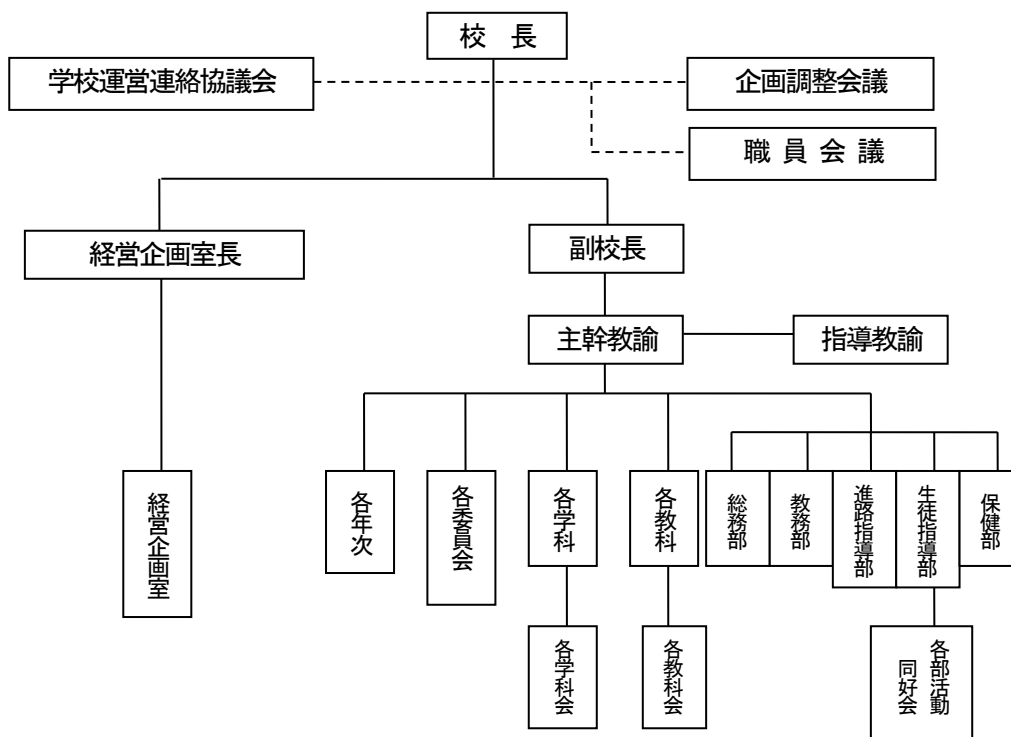 校　長
学校運営連絡協議会
企画調整会議
職 員 会 議
経営企画室長
副校長
主幹教諭
指導教諭
経営企画室
各年次
各委員会
各学科
各教科
総務部
教務部
進路指導部
生徒指導部
保健部
各学科会
各教科会
各部活動
同好会